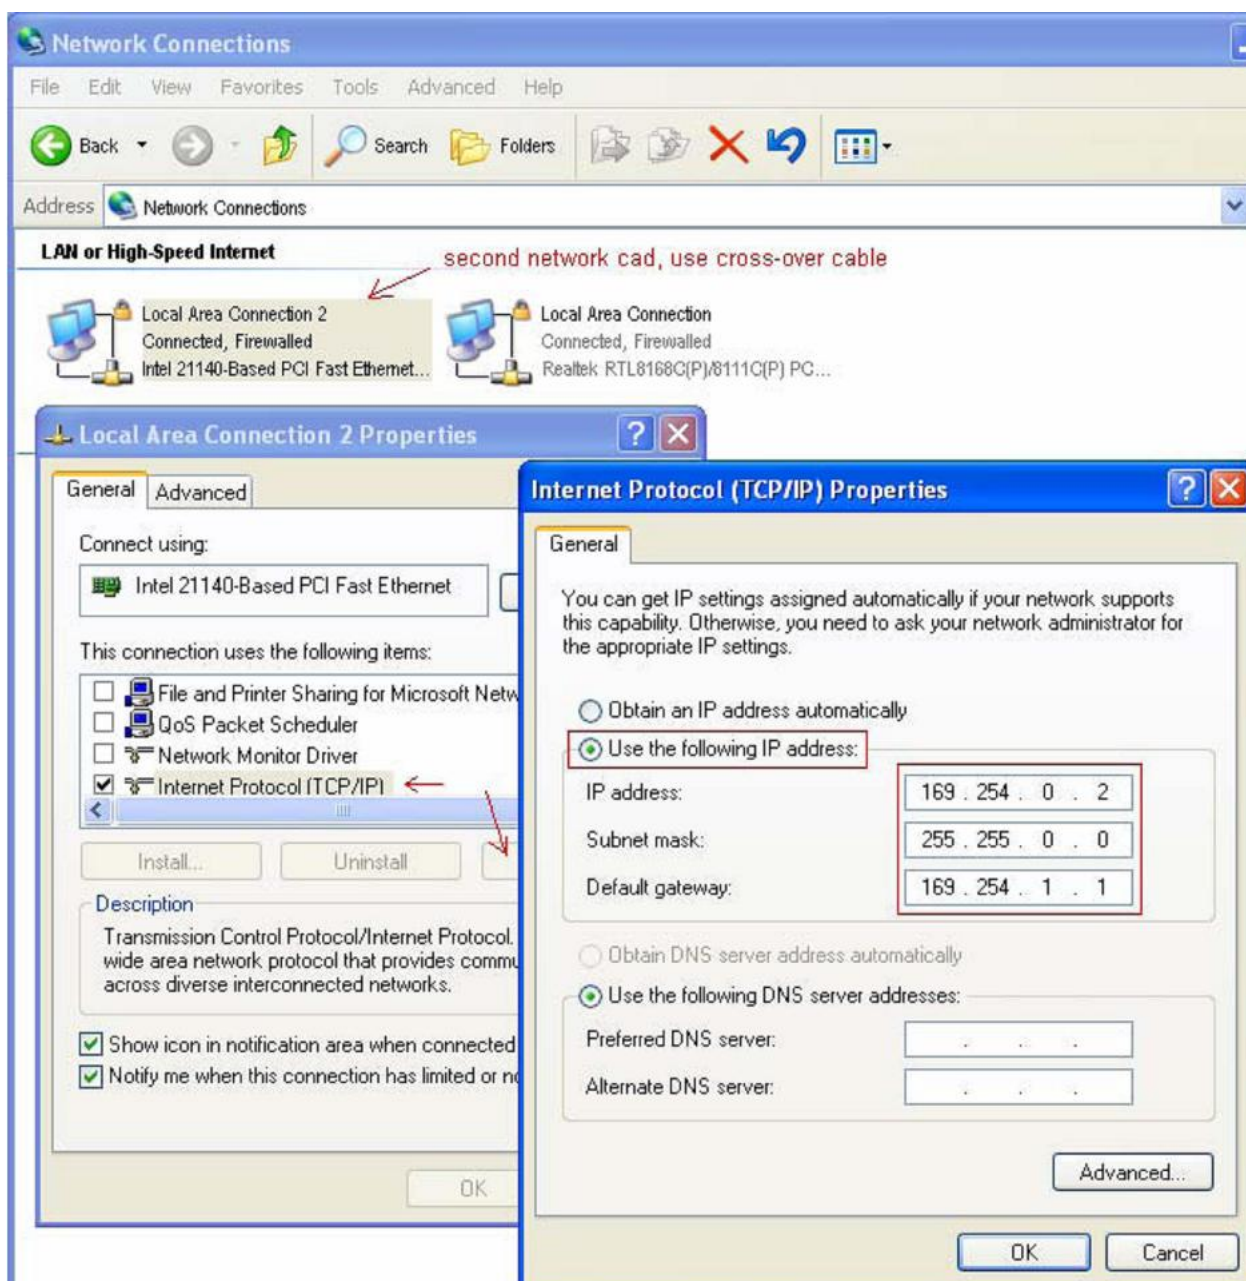 Network Connections
File Edit View Favorites Tools Advanced Help
Back Search Folders
Address Network Connections
LAN or High-Speed Internet
second network cad, use cross-over cable
Local Area Connection 2
Connected, Firewalled
Intel 21140-Based PCI Fast Ethernet...
Local Area Connection
Connected, Firewalled
Realtek RTL8168C(P)/8111C(P) PC...
Local Area Connection 2 Properties
General Advanced
Connect using:
Intel 21140-Based PCI Fast Ethernet
This connection uses the following items:
File and Printer Sharing for Microsoft Netw
QoS Packet Scheduler
Network Monitor Driver
Internet Protocol (TCP/IP)
Install... Uninstall
Description
Transmission Control Protocol/Internet Protocol.
wide area network protocol that provides commu
across diverse interconnected networks.
Show icon in notification area when connected
Notify me when this connection has limited or no
OK
Internet Protocol (TCP/IP) Properties
General
You can get IP settings assigned automatically if your network supports
this capability. Otherwise, you need to ask your network administrator for
the appropriate IP settings.
Obtain an IP address automatically
Use the following IP address:
IP address: 169 . 254 . 0 . 2
Subnet mask: 255 . 255 . 0 . 0
Default gateway: 169 . 254 . 1 . 1
Obtain DNS server address automatically
Use the following DNS server addresses:
Preferred DNS server: . . .
Alternate DNS server: . . .
Advanced...
OK Cancel